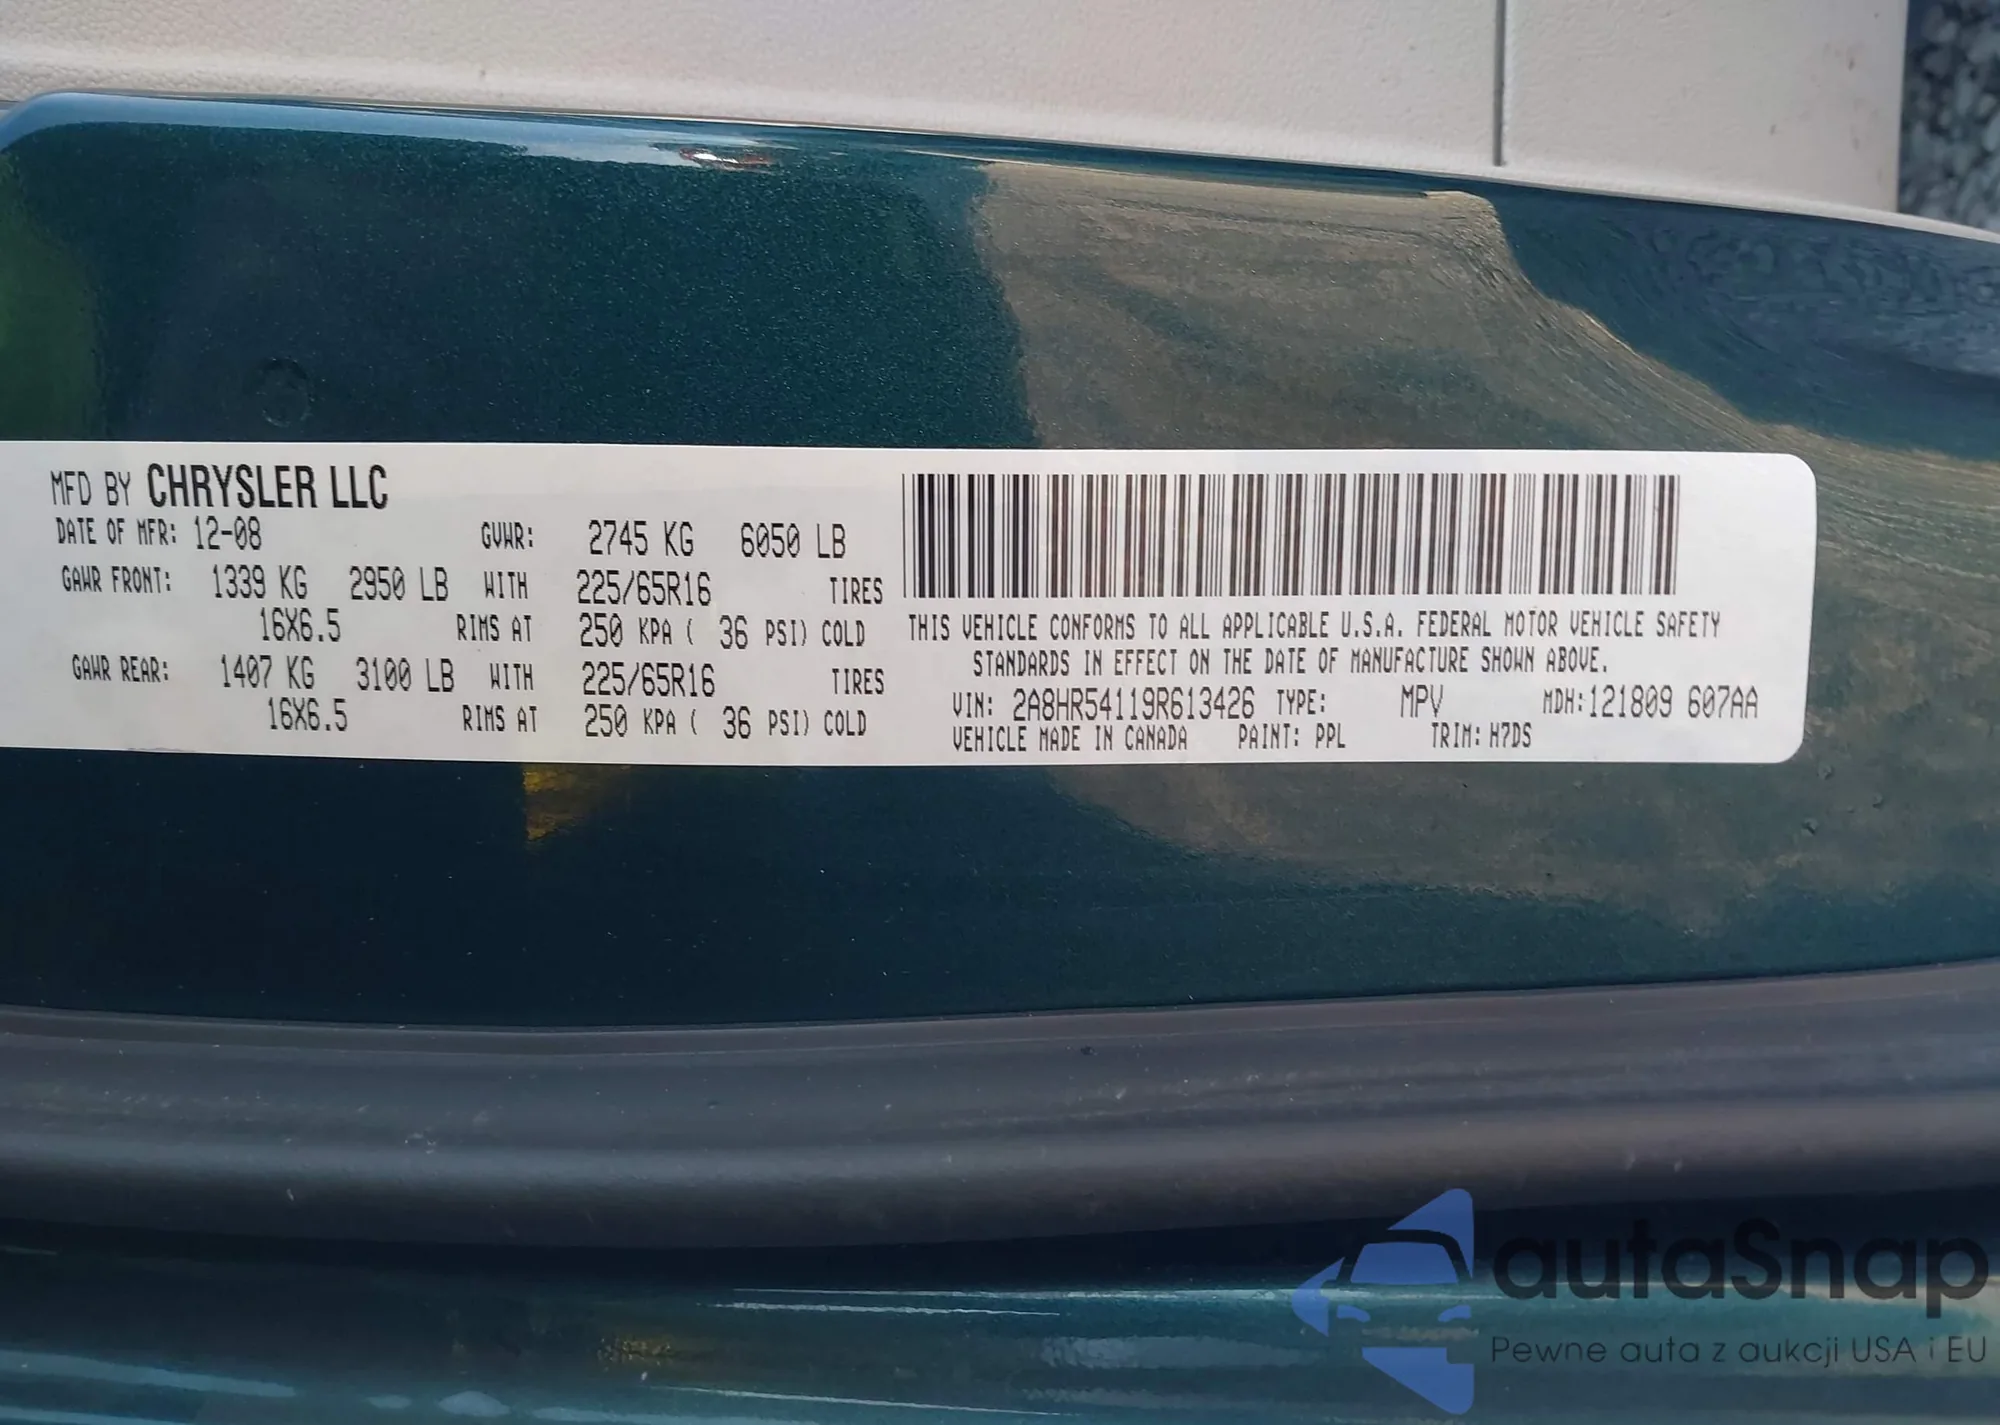 MFD BY CHRYSLER LLC
DATE OF MFR: 12-08 GVWR: 2745 KG 6050 LB
GAWR FRONT: 1339 KG 2950 LB WITH 225/65R16 TIRES
16X6.5 RIMS AT 250 KPA ( 36 PSI) COLD
GAWR REAR: 1407 KG 3100 LB WITH 225/65R16 TIRES
16X6.5 RIMS AT 250 KPA ( 36 PSI) COLD
THIS VEHICLE CONFORMS TO ALL APPLICABLE U.S.A. FEDERAL MOTOR VEHICLE SAFETY
STANDARDS IN EFFECT ON THE DATE OF MANUFACTURE SHOWN ABOVE.
VIN: 2A8HR54119R613426 TYPE: MPV MDH:121809 607AA
VEHICLE MADE IN CANADA PAINT: PPL TRIM: H7DS
autaSnap
Pewne auta z aukcji USA i EU